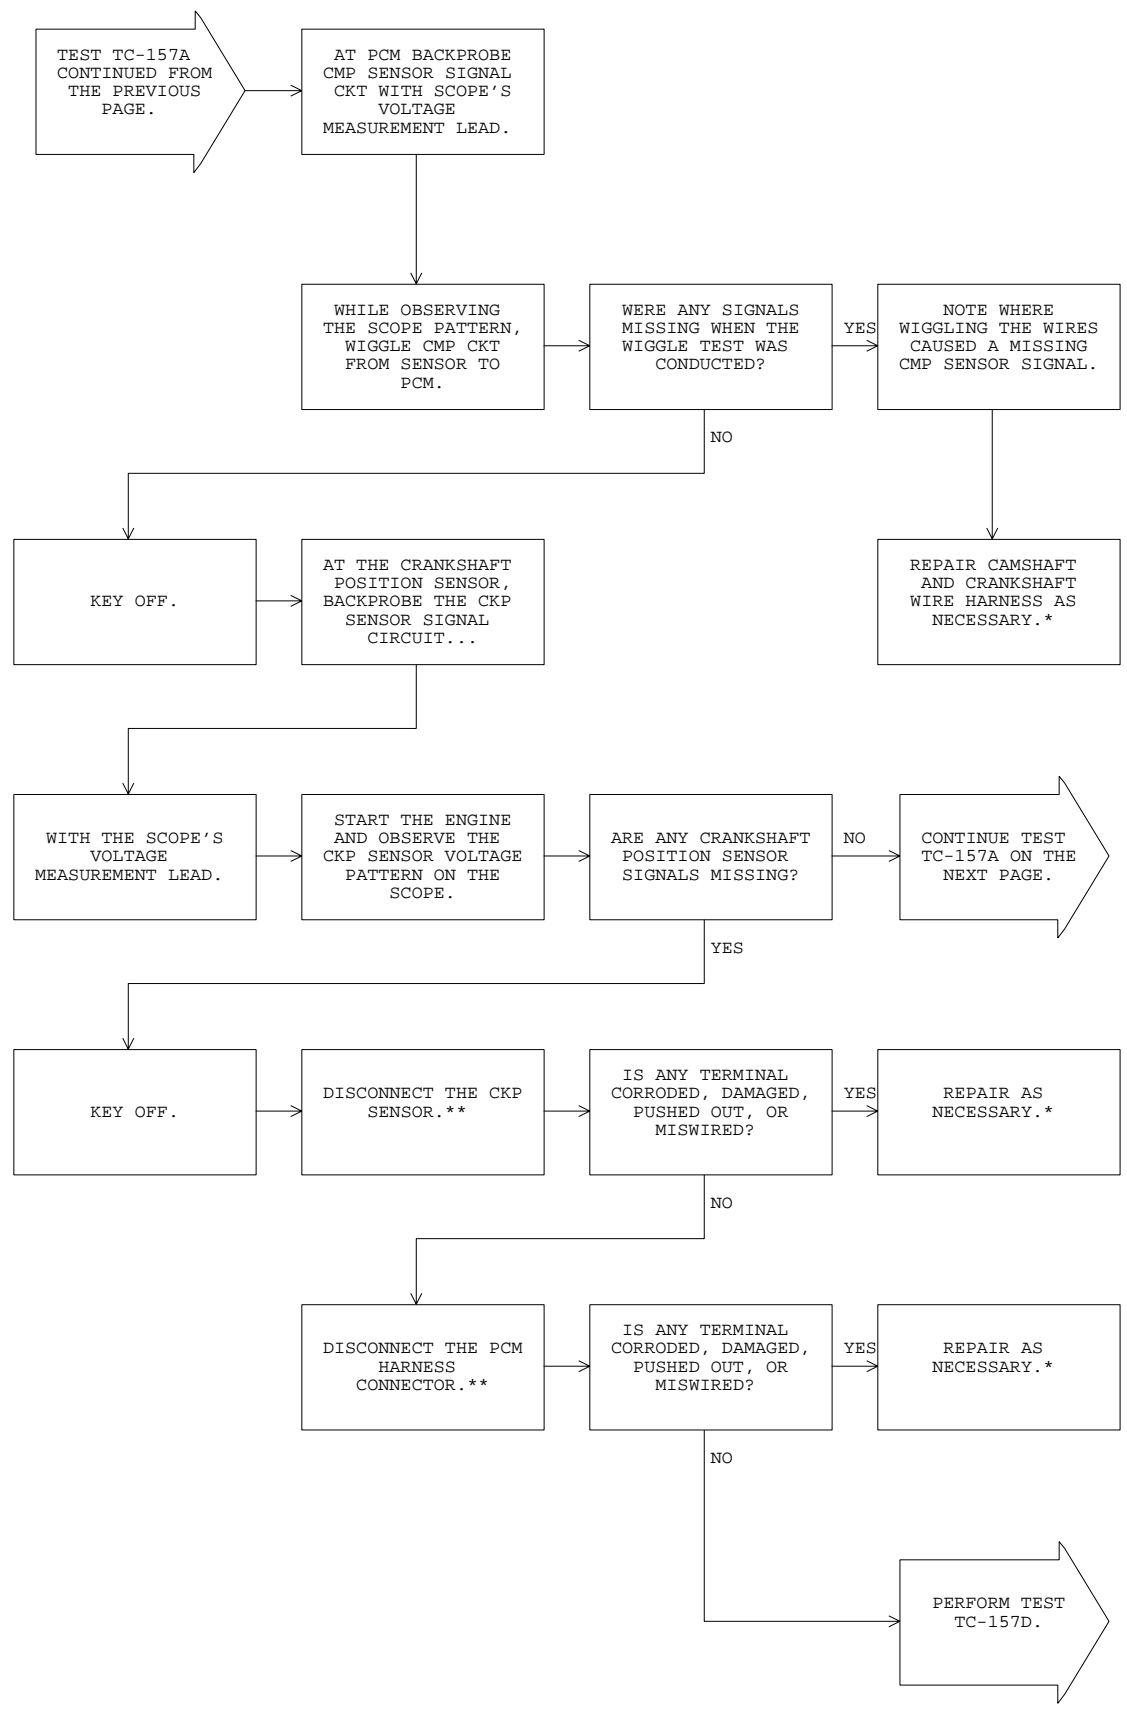 TEST TC-157A
CONTINUED FROM
THE PREVIOUS
PAGE.
AT PCM BACKPROBE
CMP SENSOR SIGNAL
CKT WITH SCOPE'S
VOLTAGE
MEASUREMENT LEAD.
WHILE OBSERVING
THE SCOPE PATTERN,
WIGGLE CMP CKT
FROM SENSOR TO
PCM.
WERE ANY SIGNALS
MISSING WHEN THE
WIGGLE TEST WAS
CONDUCTED?
YES
NOTE WHERE
WIGGLING THE WIRES
CAUSED A MISSING
CMP SENSOR SIGNAL.
NO
KEY OFF.
AT THE CRANKSHAFT
POSITION SENSOR,
BACKPROBE THE CKP
SENSOR SIGNAL
CIRCUIT...
REPAIR CAMSHAFT
AND CRANKSHAFT
WIRE HARNESS AS
NECESSARY.*
WITH THE SCOPE'S
VOLTAGE
MEASUREMENT LEAD.
START THE ENGINE
AND OBSERVE THE
CKP SENSOR VOLTAGE
PATTERN ON THE
SCOPE.
ARE ANY CRANKSHAFT
POSITION SENSOR
SIGNALS MISSING?
NO
CONTINUE TEST
TC-157A ON THE
NEXT PAGE.
YES
KEY OFF.
DISCONNECT THE CKP
SENSOR.**
IS ANY TERMINAL
CORRODED, DAMAGED,
PUSHED OUT, OR
MISWIRED?
YES
REPAIR AS
NECESSARY.*
NO
DISCONNECT THE PCM
HARNESS
CONNECTOR.**
IS ANY TERMINAL
CORRODED, DAMAGED,
PUSHED OUT, OR
MISWIRED?
YES
REPAIR AS
NECESSARY.*
NO
PERFORM TEST
TC-157D.